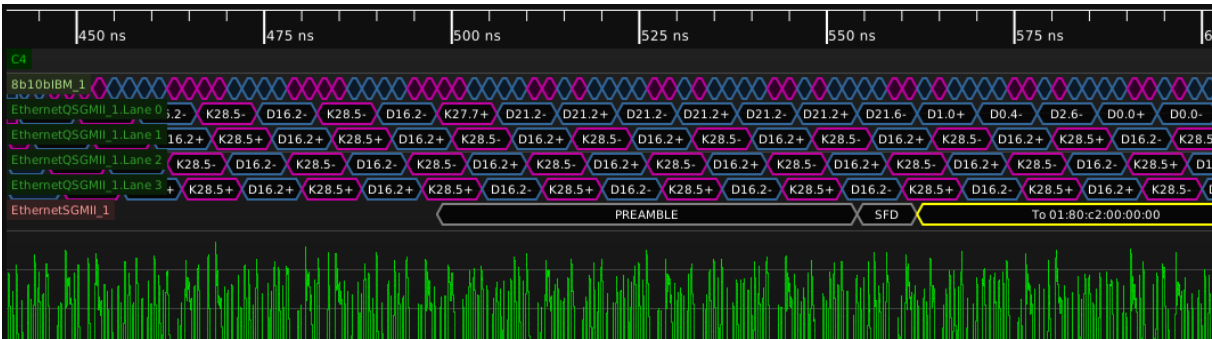 450 ns 475 ns 500 ns 525 ns 550 ns 575 ns 6
C4
8b10bIBM_1
EthernetQSGMII_1.Lane 0 5.2- K28.5- D16.2- K28.5- D16.2- K27.7+ D21.2- D21.2+ D21.2- D21.2+ D21.2- D21.2+ D21.6- D1.0+ D0.4- D2.6- D0.0+ D0.0-
EthernetQSGMII_1.Lane 1 16.2+ K28.5+ D16.2+ K28.5+ D16.2+ K28.5- D16.2- K28.5- D16.2- K28.5- D16.2- K28.5- D16.2- K28.5- D16.2+ K28.5+ D16.2- K28.5
EthernetQSGMII_1.Lane 2 K28.5- D16.2- K28.5- D16.2- K28.5- D16.2+ K28.5- D16.2+ K28.5- D16.2+ K28.5- D16.2+ K28.5- D16.2+ K28.5- D16.2- K28.5+ D1
EthernetQSGMII_1.Lane 3 + K28.5+ D16.2+ K28.5+ D16.2+ K28.5+ D16.2- K28.5+ D16.2- K28.5+ D16.2- K28.5+ D16.2- K28.5+ D16.2- K28.5+ D16.2+ K28.5-
EthernetSGMII_1 PREAMBLE SFD To 01:80:c2:00:00:00